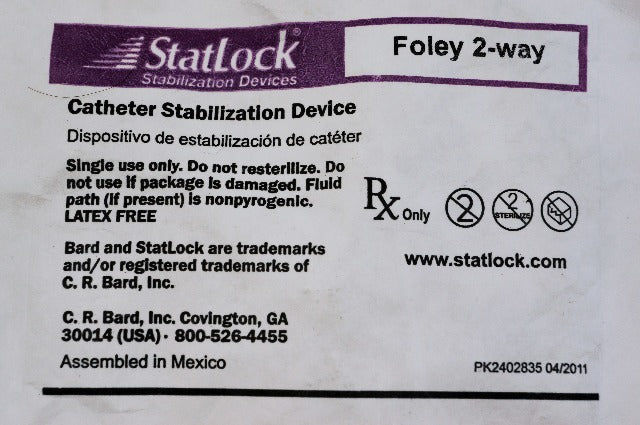 StatLock®
Stabilization Devices
Foley 2-way
Catheter Stabilization Device
Dispositivo de estabilización de catéter
Single use only. Do not resterilize. Do
not use if package is damaged. Fluid
path (if present) is nonpyrogenic.
LATEX FREE
Rx Only
2
2
STERILIZE
www.statlock.com
Bard and StatLock are trademarks
and/or registered trademarks of
C. R. Bard, Inc.
C. R. Bard, Inc. Covington, GA
30014 (USA) · 800-526-4455
Assembled in Mexico
PK2402835 04/2011